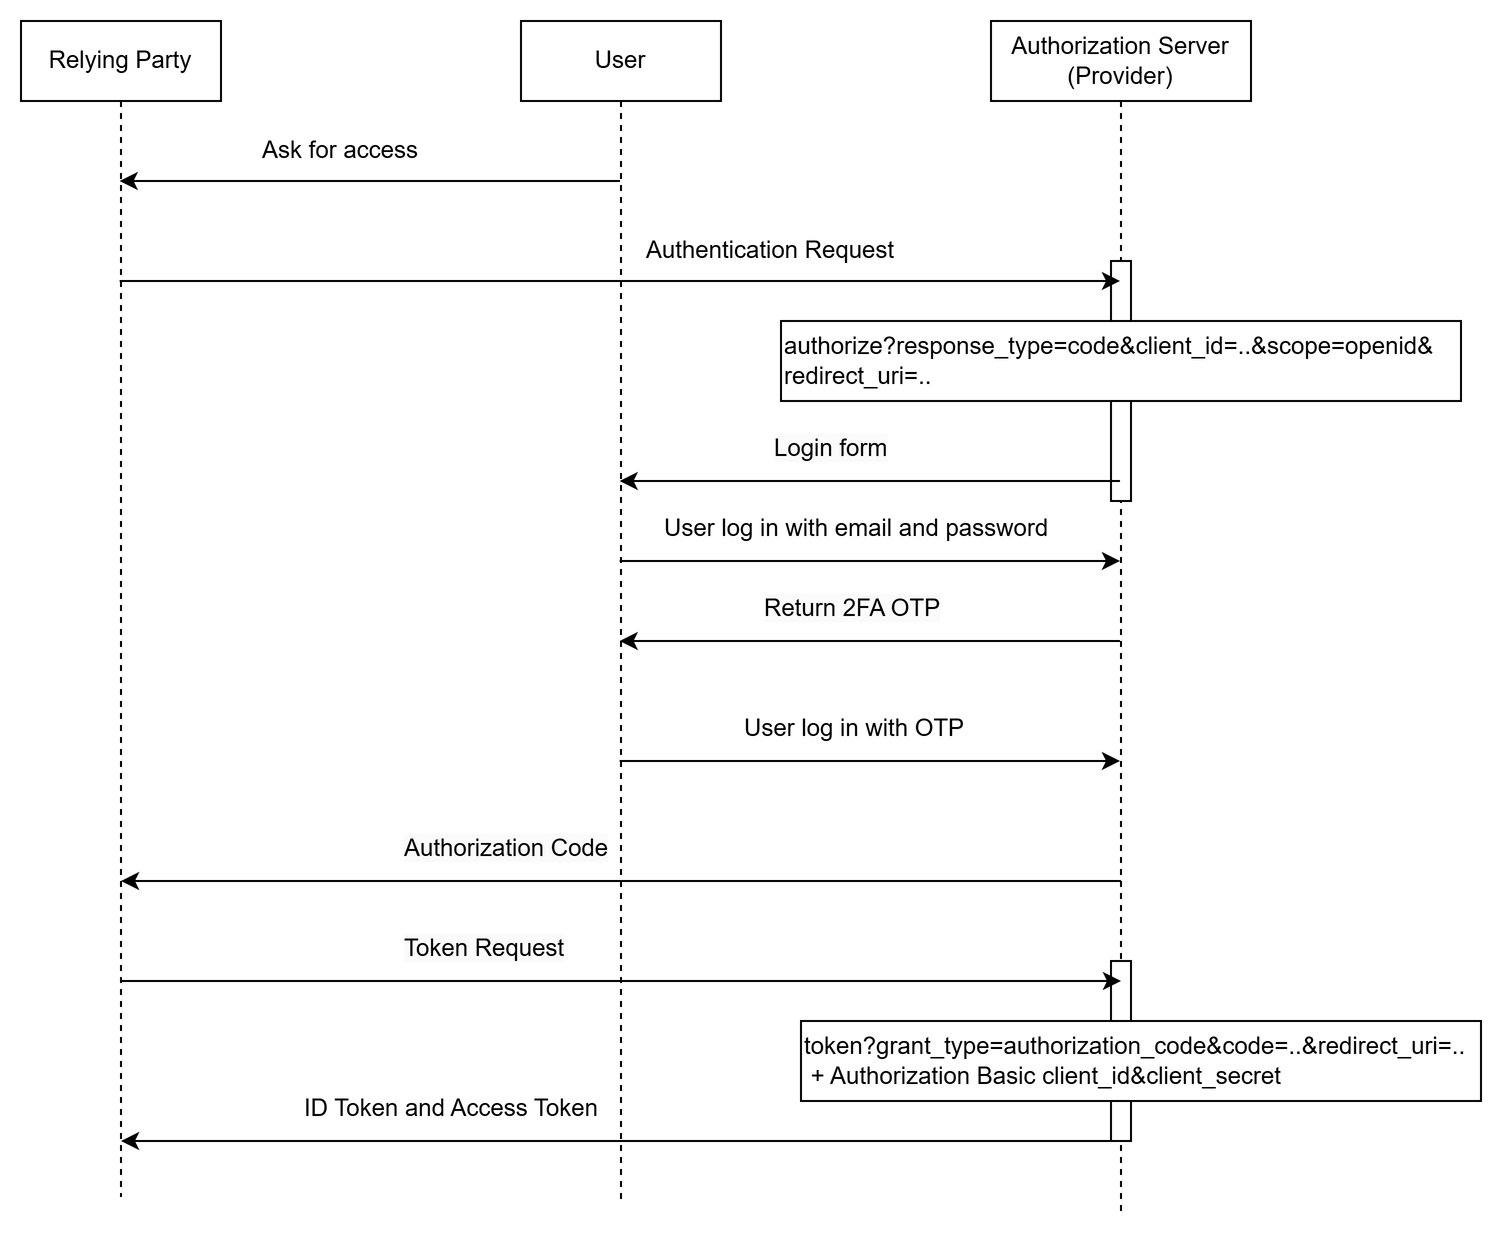 Relying Party
User
Authorization Server
(Provider)
Ask for access
Authentication Request
authorize?response_type=code&client_id=..&scope=openid&
redirect_uri=..
Login form
User log in with email and password
Return 2FA OTP
User log in with OTP
Authorization Code
Token Request
token?grant_type=authorization_code&code=..&redirect_uri=..
+ Authorization Basic client_id&client_secret
ID Token and Access Token